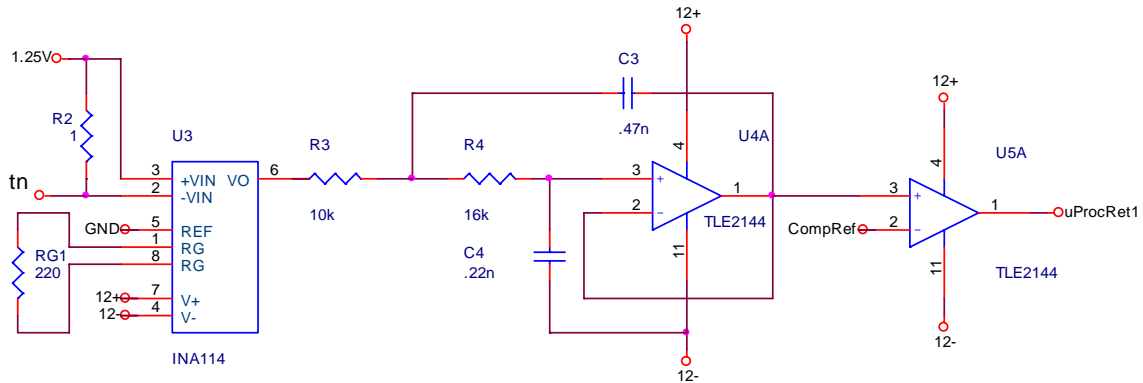 12+
1.25V
C3
12+
R2
1
U3
R3
R4
.47n
4
U4A
4
U5A
tn
3
+VIN
VO
6
3
+
1
3
+
1
uProcRet1
2
-VIN
10k
16k
2
-
TLE2144
CompRef
2
-
GND
5
REF
1
RG
8
RG
C4
.22n
11
11
TLE2144
RG1
220
12+
7
V+
12-
4
V-
INA114
12-
12-